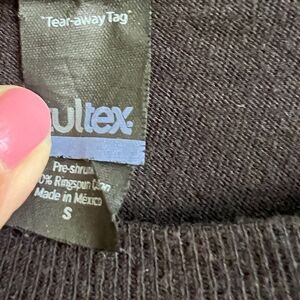 "Tear-away Tag"
ultex
Pre-shrunk
0% Ringspun Cotton
Made in México
S